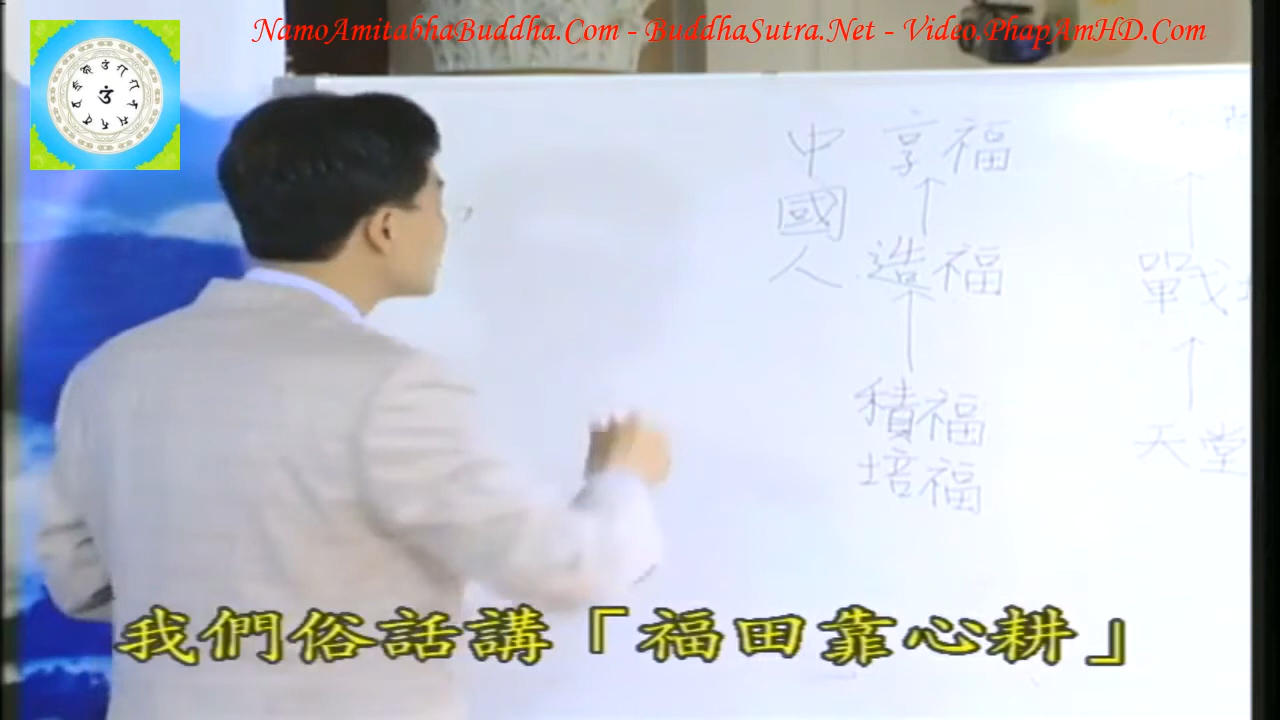 NamoAmitabhaBuddha.Com - BuddhaSutra.Net - Video.PhapAmHD.Com
中國人
享福
造福
積福
培福
戰
天堂
我們俗話講「福田靠心耕」